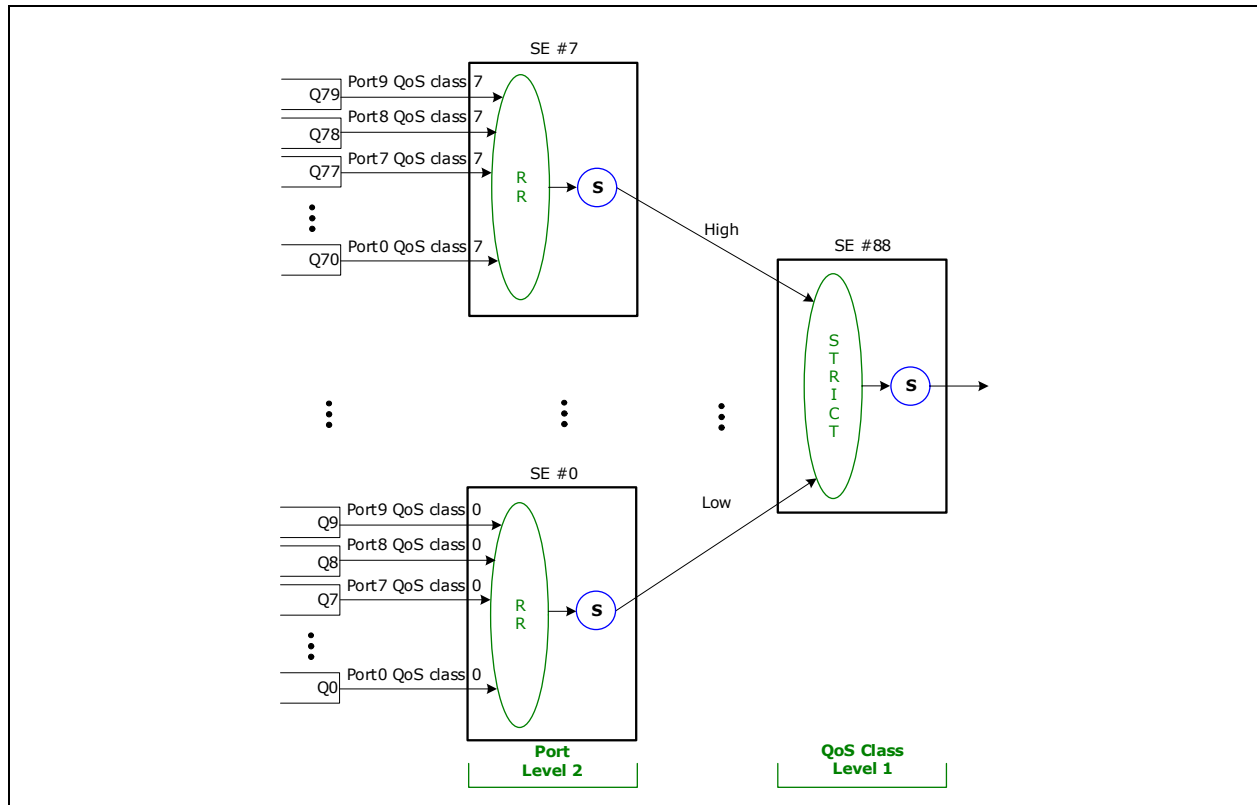 SE #7
Q79
Port9 QoS class 7
Q78
Port8 QoS class 7
Q77
Port7 QoS class 7
Q70
Port0 QoS class 7
R
R
S
High
SE #88
S
T
R
I
C
T
S
SE #0
Q9
Port9 QoS class 0
Q8
Port8 QoS class 0
Q7
Port7 QoS class 0
Q0
Port0 QoS class 0
R
R
S
Low
Port
Level 2
QoS Class
Level 1